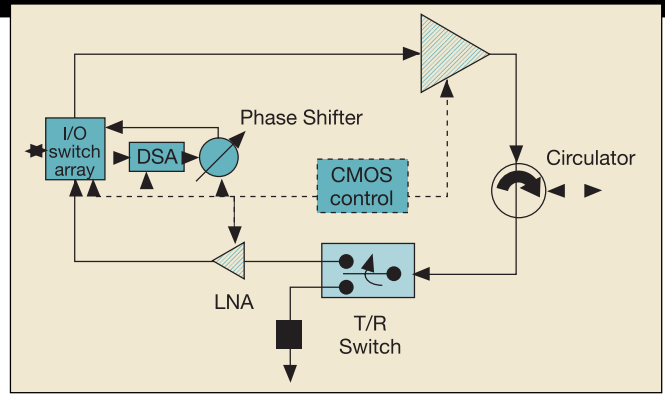 Phase Shifter
I/O
switch
array
DSA
CMOS
control
Circulator
LNA
T/R
Switch